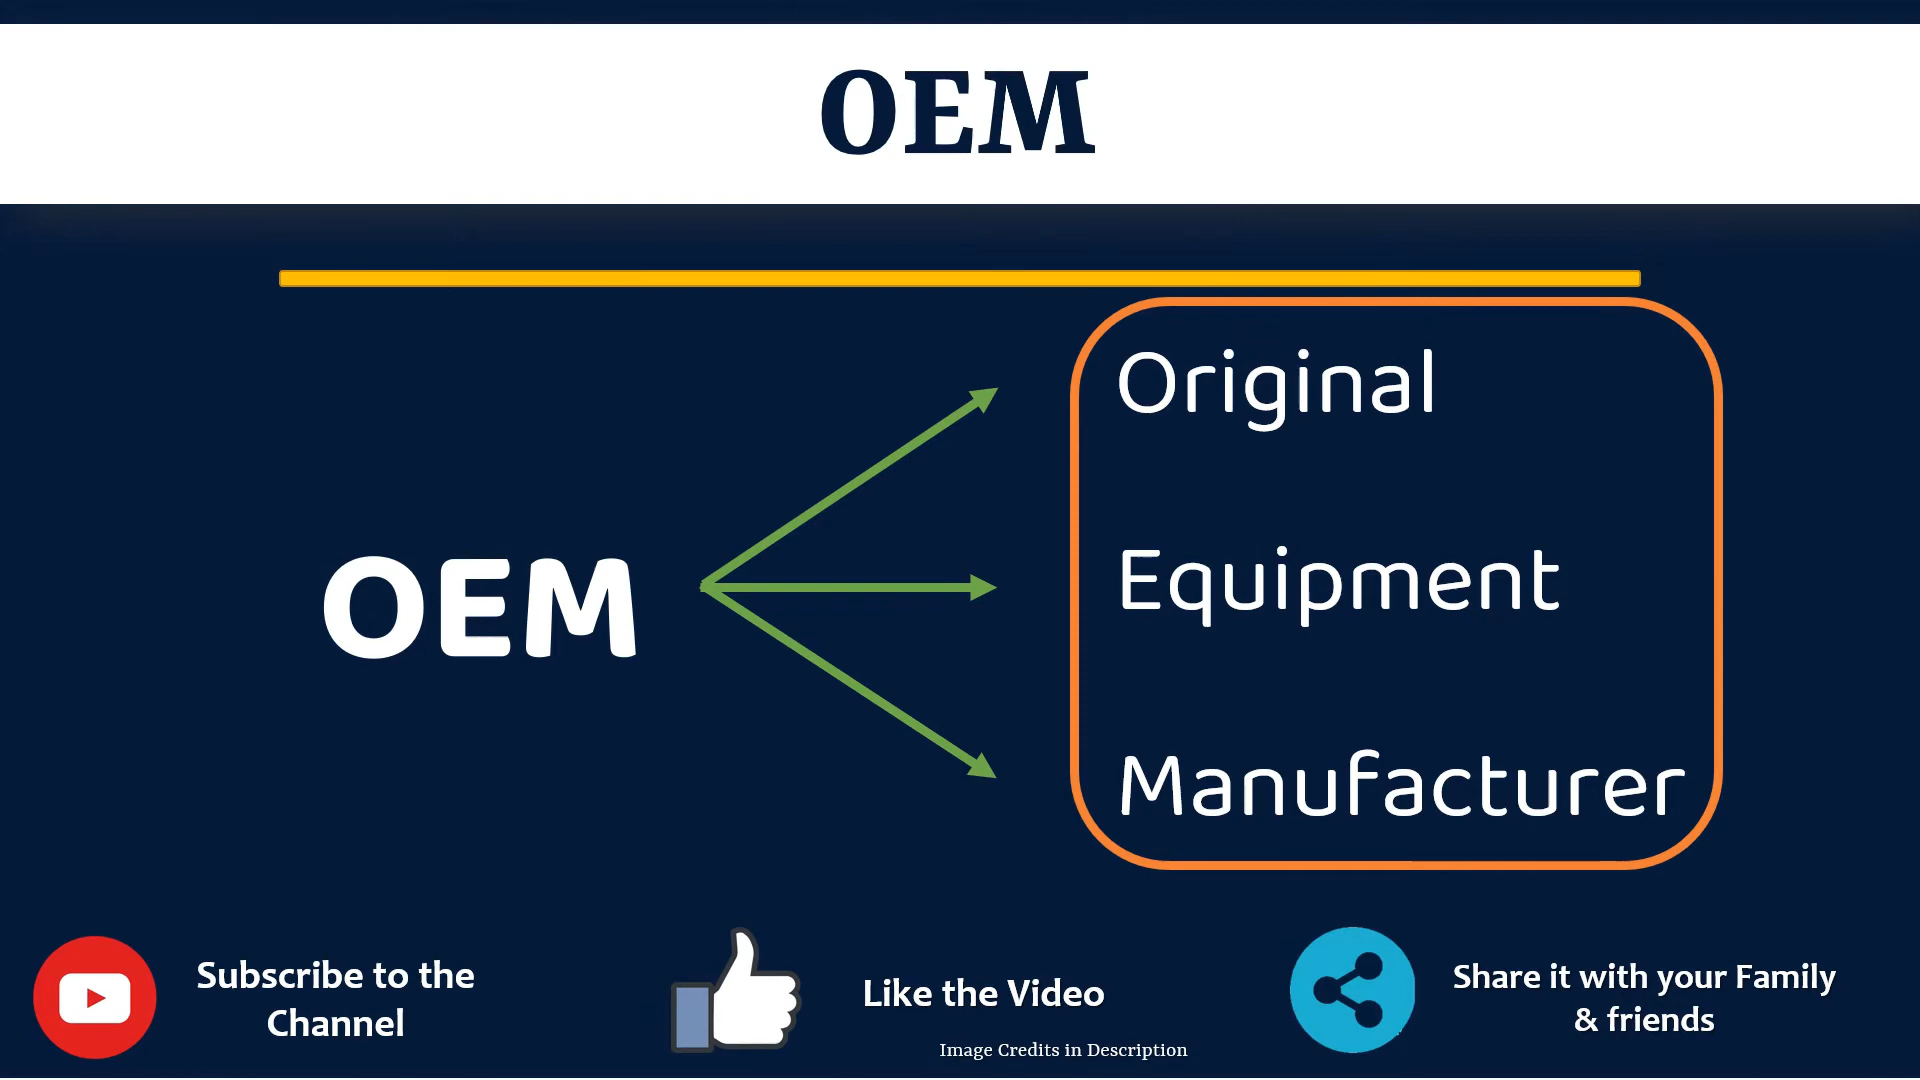 OEM
OEM
Original
Equipment
Manufacturer
Subscribe to the
Channel
Like the Video
Share it with your Family
& friends
Image Credits in Description